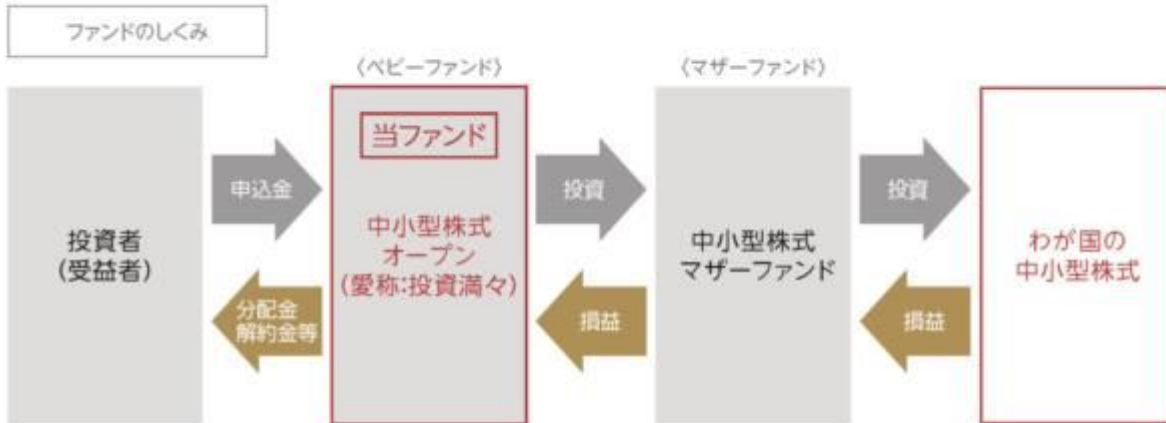 ファンドのしくみ
〈ベビーファンド〉
〈マザーファンド〉
投資者
(受益者)
申込金
分配金
解約金等
当ファンド
中小型株式
オープン
(愛称:投資満々)
投資
損益
中小型株式
マザーファンド
投資
損益
わが国の
中小型株式